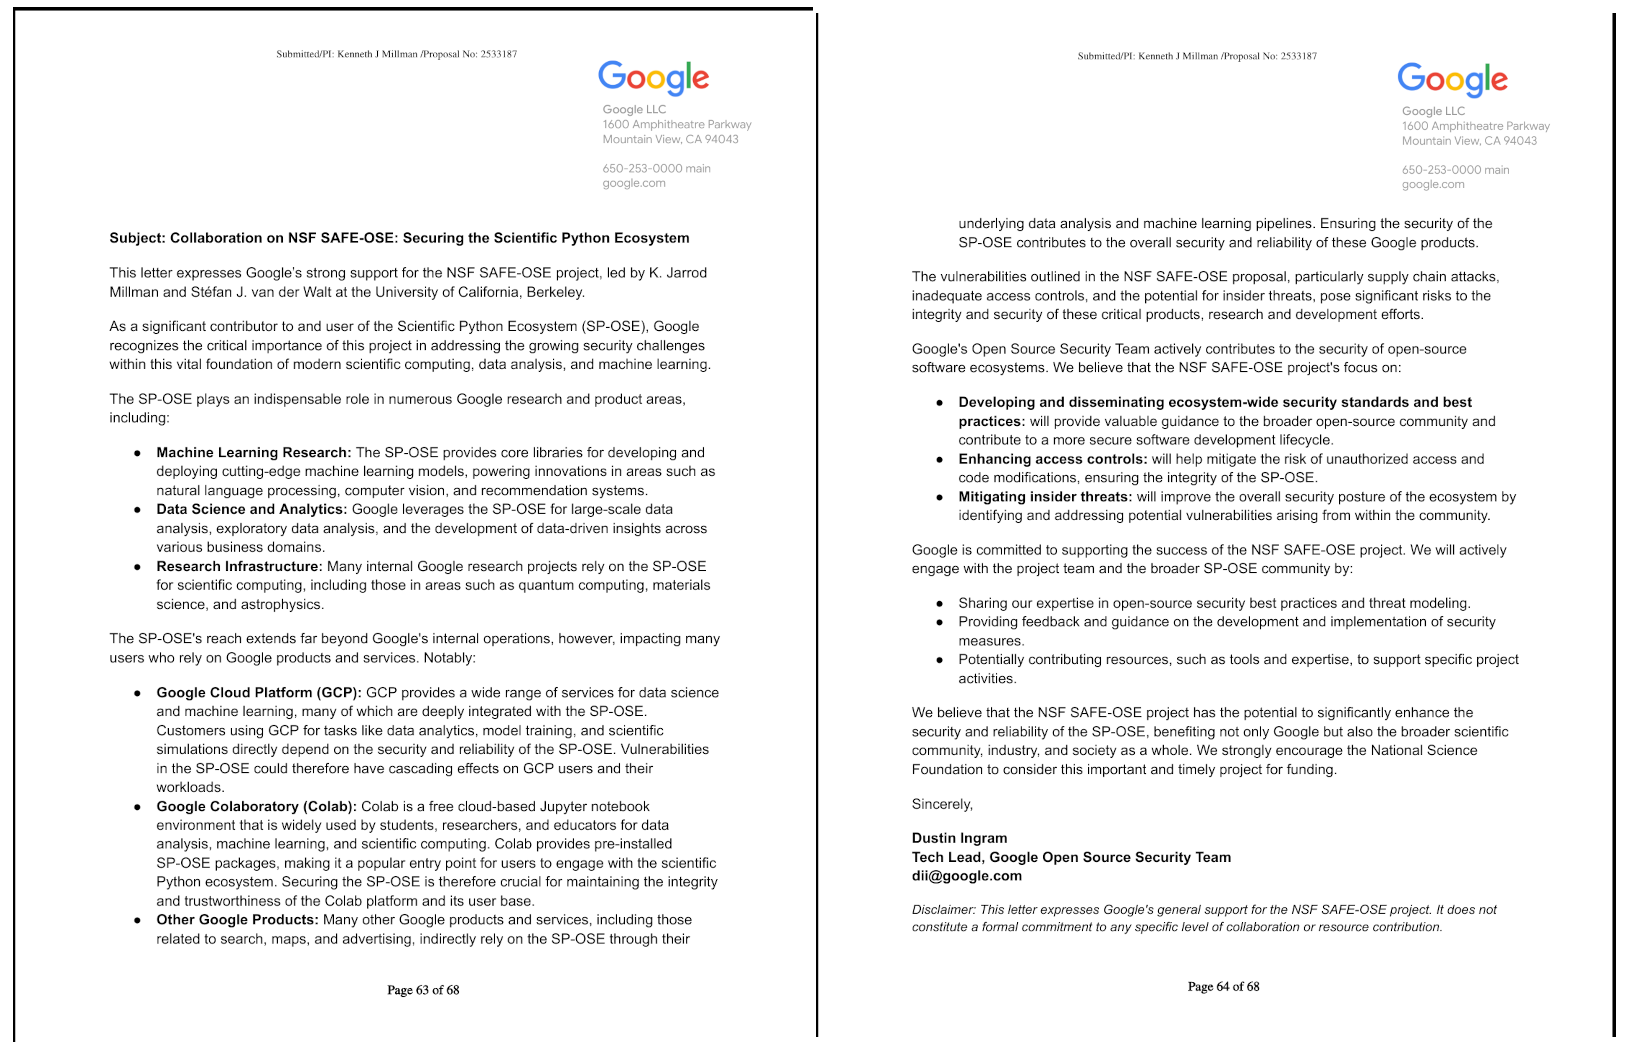 Submitted/PI: Kenneth J Millman /Proposal No: 2533187
Google
Google LLC
1600 Amphitheatre Parkway
Mountain View, CA 94043
650-253-0000 main
google.com
Subject: Collaboration on NSF SAFE-OSE: Securing the Scientific Python Ecosystem
This letter expresses Google's strong support for the NSF SAFE-OSE project, led by K. Jarrod
Millman and Stéfan J. van der Walt at the University of California, Berkeley.
As a significant contributor to and user of the Scientific Python Ecosystem (SP-OSE), Google
recognizes the critical importance of this project in addressing the growing security challenges
within this vital foundation of modern scientific computing, data analysis, and machine learning.
The SP-OSE plays an indispensable role in numerous Google research and product areas,
including:
● Machine Learning Research: The SP-OSE provides core libraries for developing and
deploying cutting-edge machine learning models, powering innovations in areas such as
natural language processing, computer vision, and recommendation systems.
● Data Science and Analytics: Google leverages the SP-OSE for large-scale data
analysis, exploratory data analysis, and the development of data-driven insights across
various business domains.
● Research Infrastructure: Many internal Google research projects rely on the SP-OSE
for scientific computing, including those in areas such as quantum computing, materials
science, and astrophysics.
The SP-OSE's reach extends far beyond Google's internal operations, however, impacting many
users who rely on Google products and services. Notably:
● Google Cloud Platform (GCP): GCP provides a wide range of services for data science
and machine learning, many of which are deeply integrated with the SP-OSE.
Customers using GCP for tasks like data analytics, model training, and scientific
simulations directly depend on the security and reliability of the SP-OSE. Vulnerabilities
in the SP-OSE could therefore have cascading effects on GCP users and their
workloads.
● Google Colaboratory (Colab): Colab is a free cloud-based Jupyter notebook
environment that is widely used by students, researchers, and educators for data
analysis, machine learning, and scientific computing. Colab provides pre-installed
SP-OSE packages, making it a popular entry point for users to engage with the scientific
Python ecosystem. Securing the SP-OSE is therefore crucial for maintaining the integrity
and trustworthiness of the Colab platform and its user base.
● Other Google Products: Many other Google products and services, including those
related to search, maps, and advertising, indirectly rely on the SP-OSE through their
Page 63 of 68
Submitted/PI: Kenneth J Millman /Proposal No: 2533187
Google
Google LLC
1600 Amphitheatre Parkway
Mountain View, CA 94043
650-253-0000 main
google.com
underlying data analysis and machine learning pipelines. Ensuring the security of the
SP-OSE contributes to the overall security and reliability of these Google products.
The vulnerabilities outlined in the NSF SAFE-OSE proposal, particularly supply chain attacks,
inadequate access controls, and the potential for insider threats, pose significant risks to the
integrity and security of these critical products, research and development efforts.
Google's Open Source Security Team actively contributes to the security of open-source
software ecosystems. We believe that the NSF SAFE-OSE project's focus on:
● Developing and disseminating ecosystem-wide security standards and best
practices: will provide valuable guidance to the broader open-source community and
contribute to a more secure software development lifecycle.
● Enhancing access controls: will help mitigate the risk of unauthorized access and
code modifications, ensuring the integrity of the SP-OSE.
● Mitigating insider threats: will improve the overall security posture of the ecosystem by
identifying and addressing potential vulnerabilities arising from within the community.
Google is committed to supporting the success of the NSF SAFE-OSE project. We will actively
engage with the project team and the broader SP-OSE community by:
● Sharing our expertise in open-source security best practices and threat modeling.
● Providing feedback and guidance on the development and implementation of security
measures.
● Potentially contributing resources, such as tools and expertise, to support specific project
activities.
We believe that the NSF SAFE-OSE project has the potential to significantly enhance the
security and reliability of the SP-OSE, benefiting not only Google but also the broader scientific
community, industry, and society as a whole. We strongly encourage the National Science
Foundation to consider this important and timely project for funding.
Sincerely,
Dustin Ingram
Tech Lead, Google Open Source Security Team
dii@google.com
Disclaimer: This letter expresses Google's general support for the NSF SAFE-OSE project. It does not
constitute a formal commitment to any specific level of collaboration or resource contribution.
Page 64 of 68